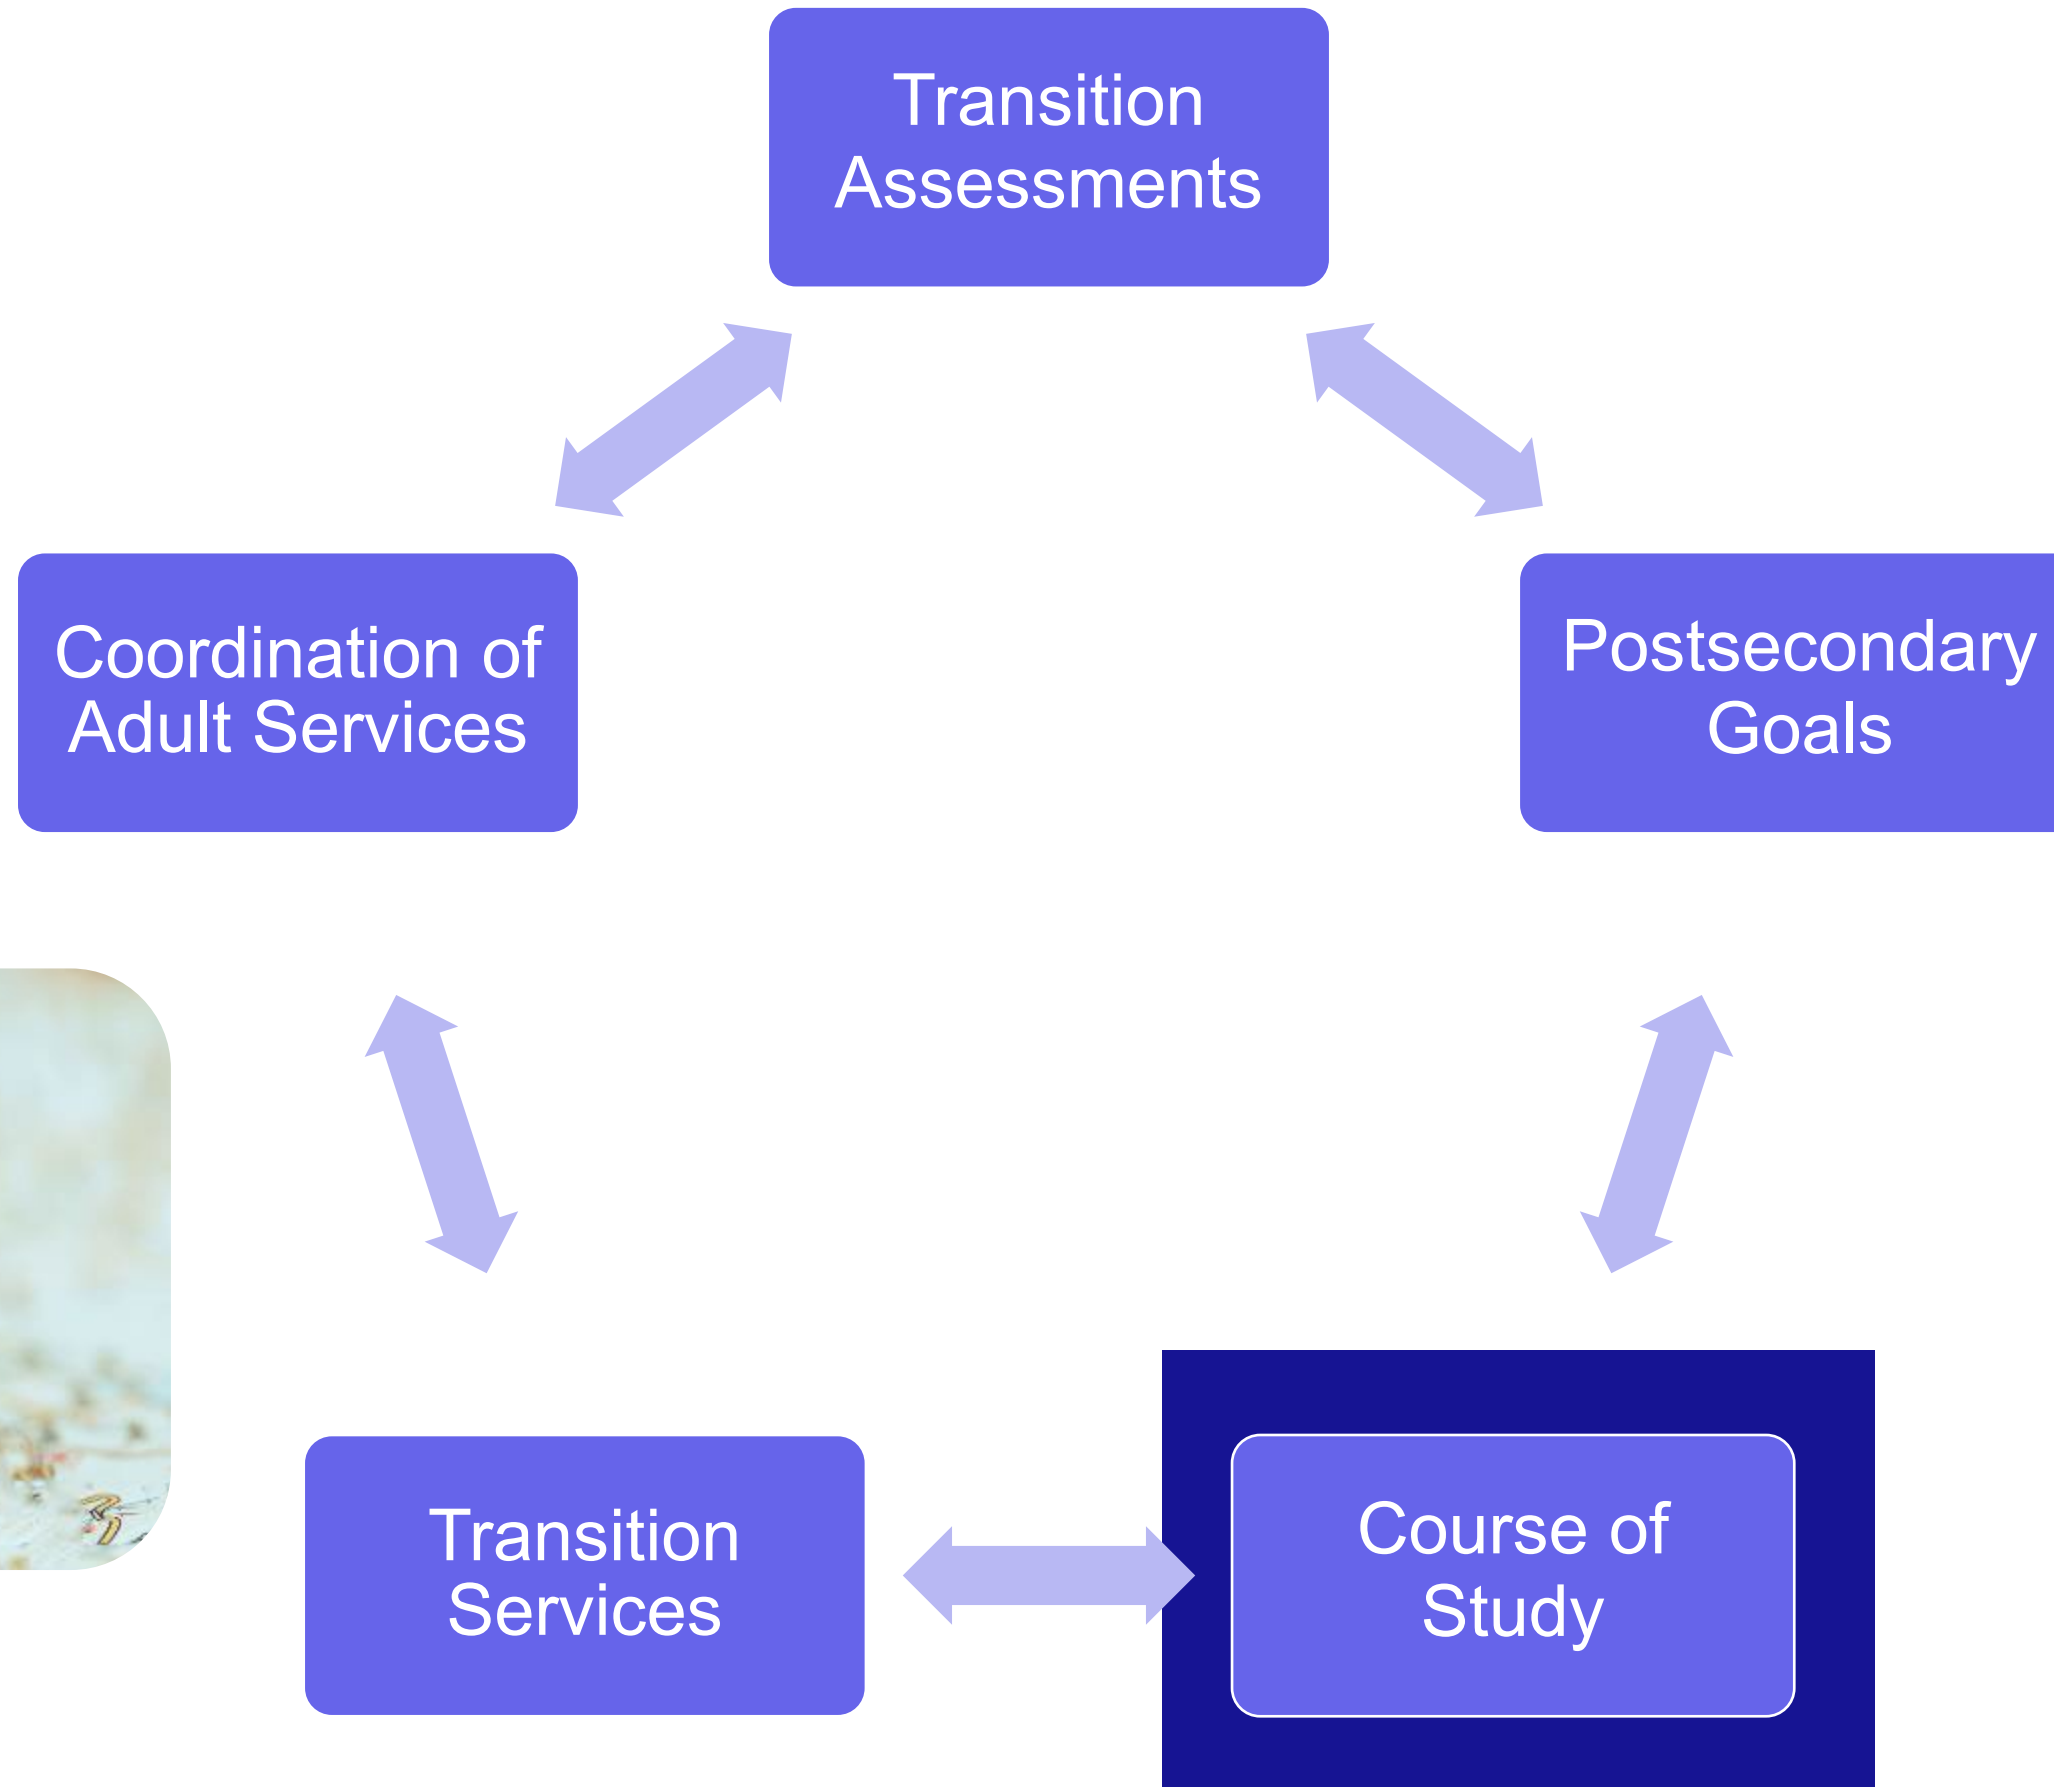 Transition
Assessments
Coordination of
Adult Services
Postsecondary
Goals
Transition
Services
Course of
Study